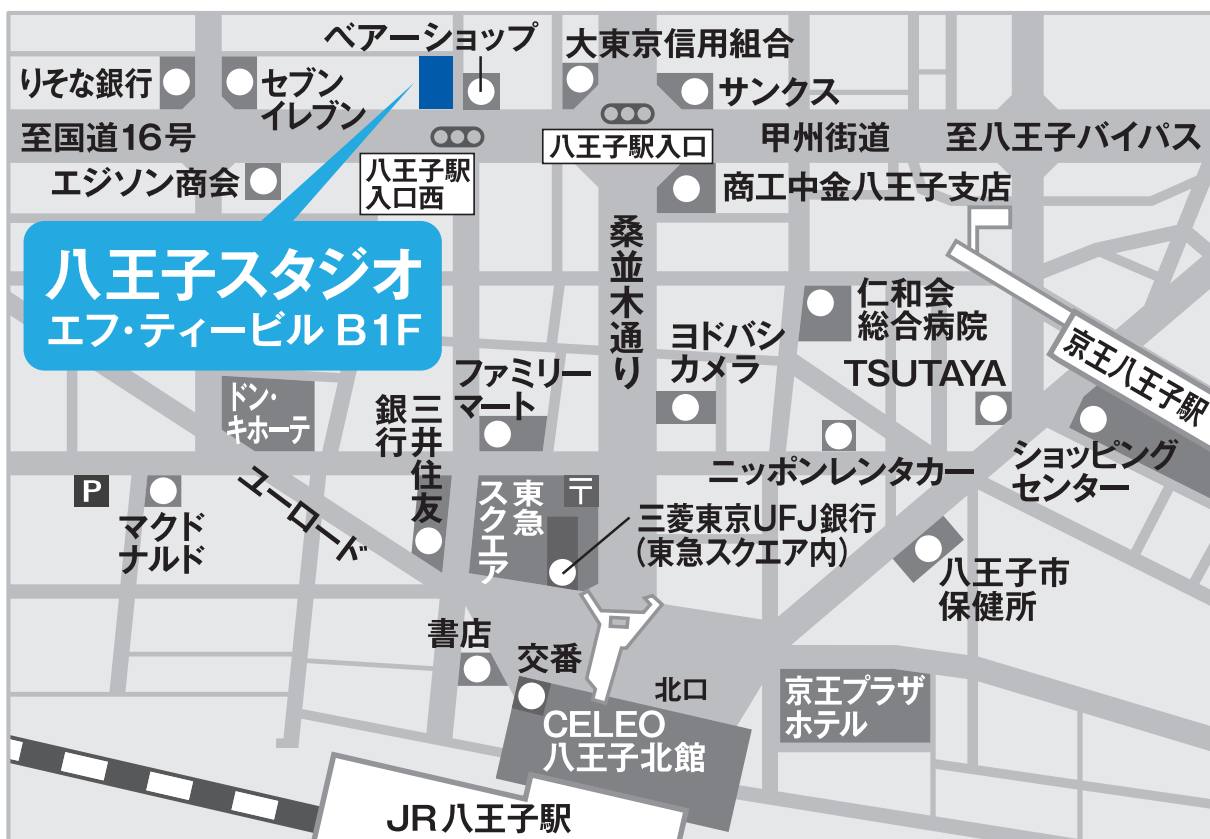 ベアーショップ
大東京信用組合
りそな銀行
セブン
イレブン
サンクス
至国道16号
八王子駅入口
甲州街道
至八王子バイパス
八王子駅
入口西
エジソン商会
商工中金八王子支店
八王子スタジオ
エフ・ティービル B1F
桑並木通り
仁和会
総合病院
ヨドバシ
カメラ
TSUTAYA
京王八王子駅
ファミリー
マート
ドン・
キホーテ
三井住友
銀行
ニッポンレンタカー
ショッピング
センター
P
マクド
ナルド
ユーロード
東急
スクエア
〒
三菱東京UFJ銀行
(東急スクエア内)
八王子市
保健所
書店
交番
北口
京王プラザ
ホテル
CELEO
八王子北館
JR八王子駅